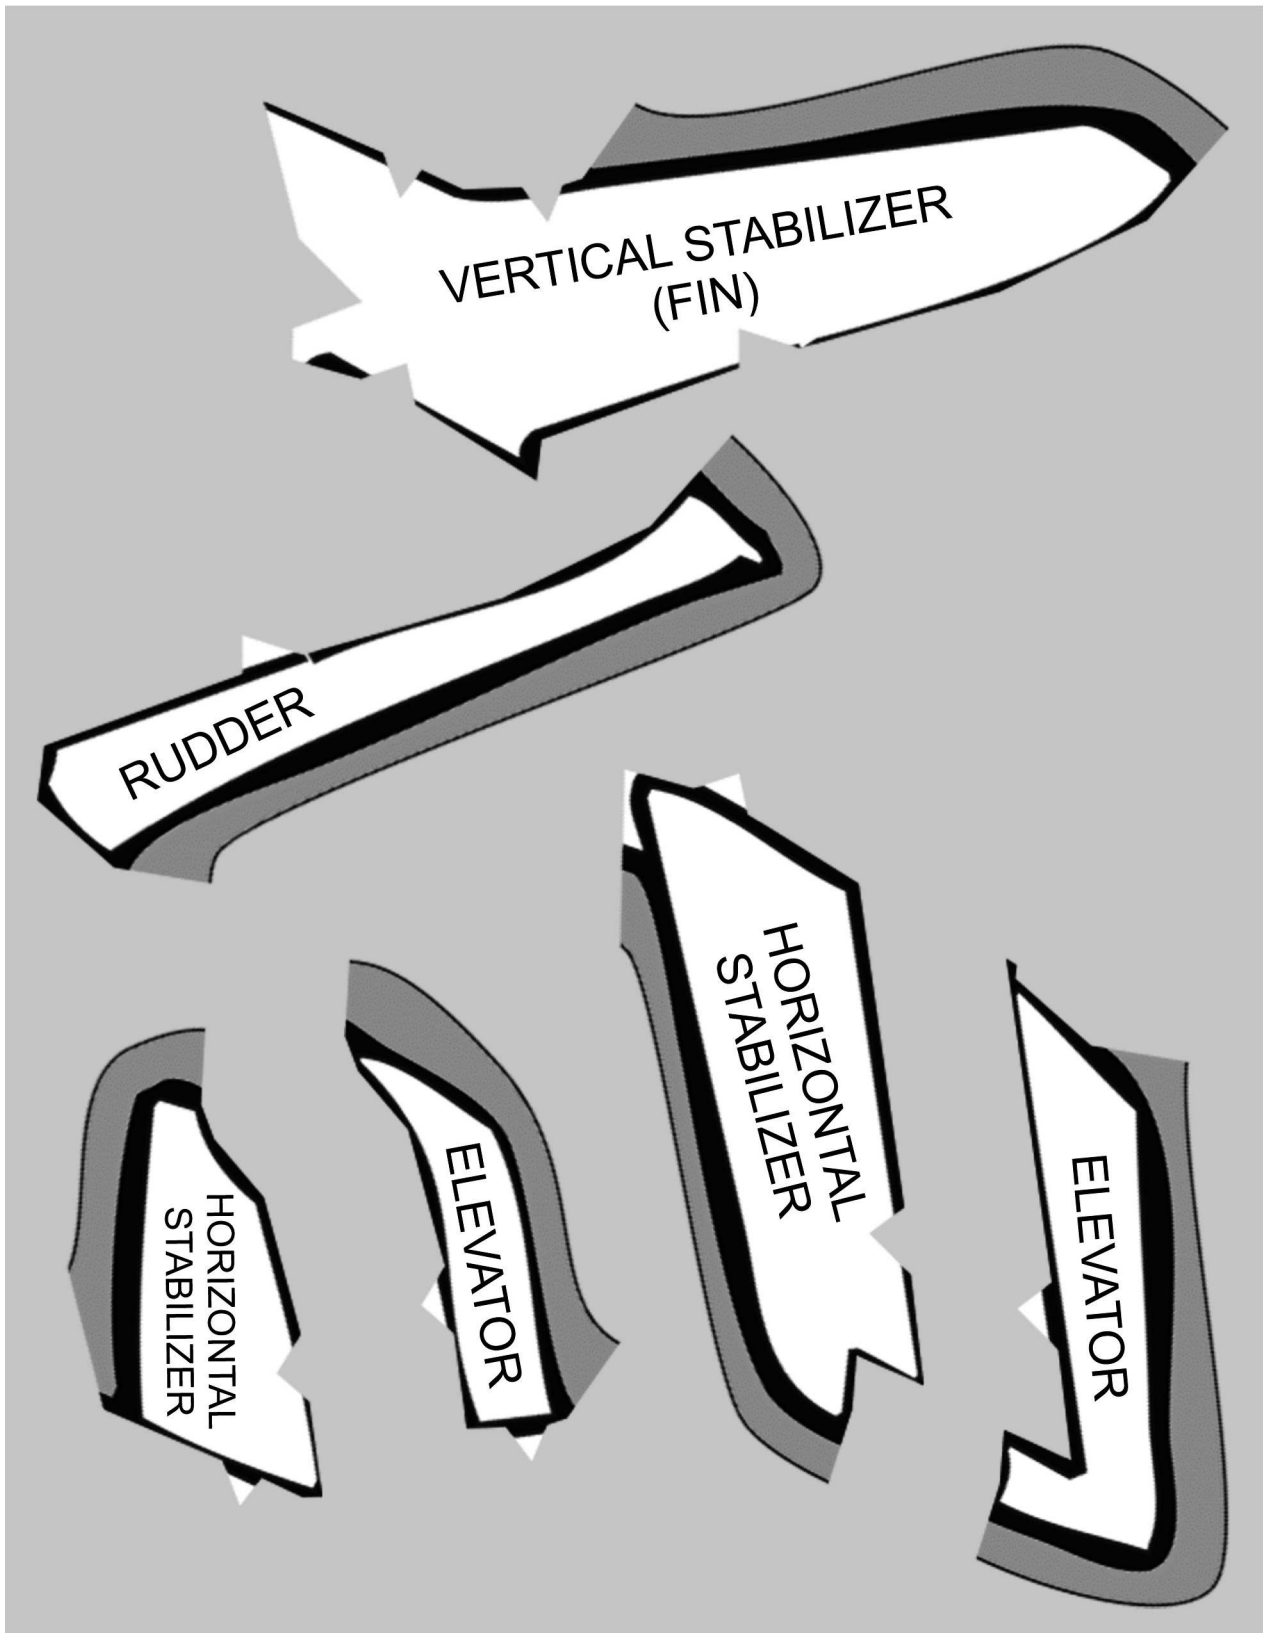 VERTICAL STABILIZER
(FIN)
RUDDER
HORIZONTAL
STABILIZER
HORIZONTAL
STABILIZER
ELEVATOR
ELEVATOR